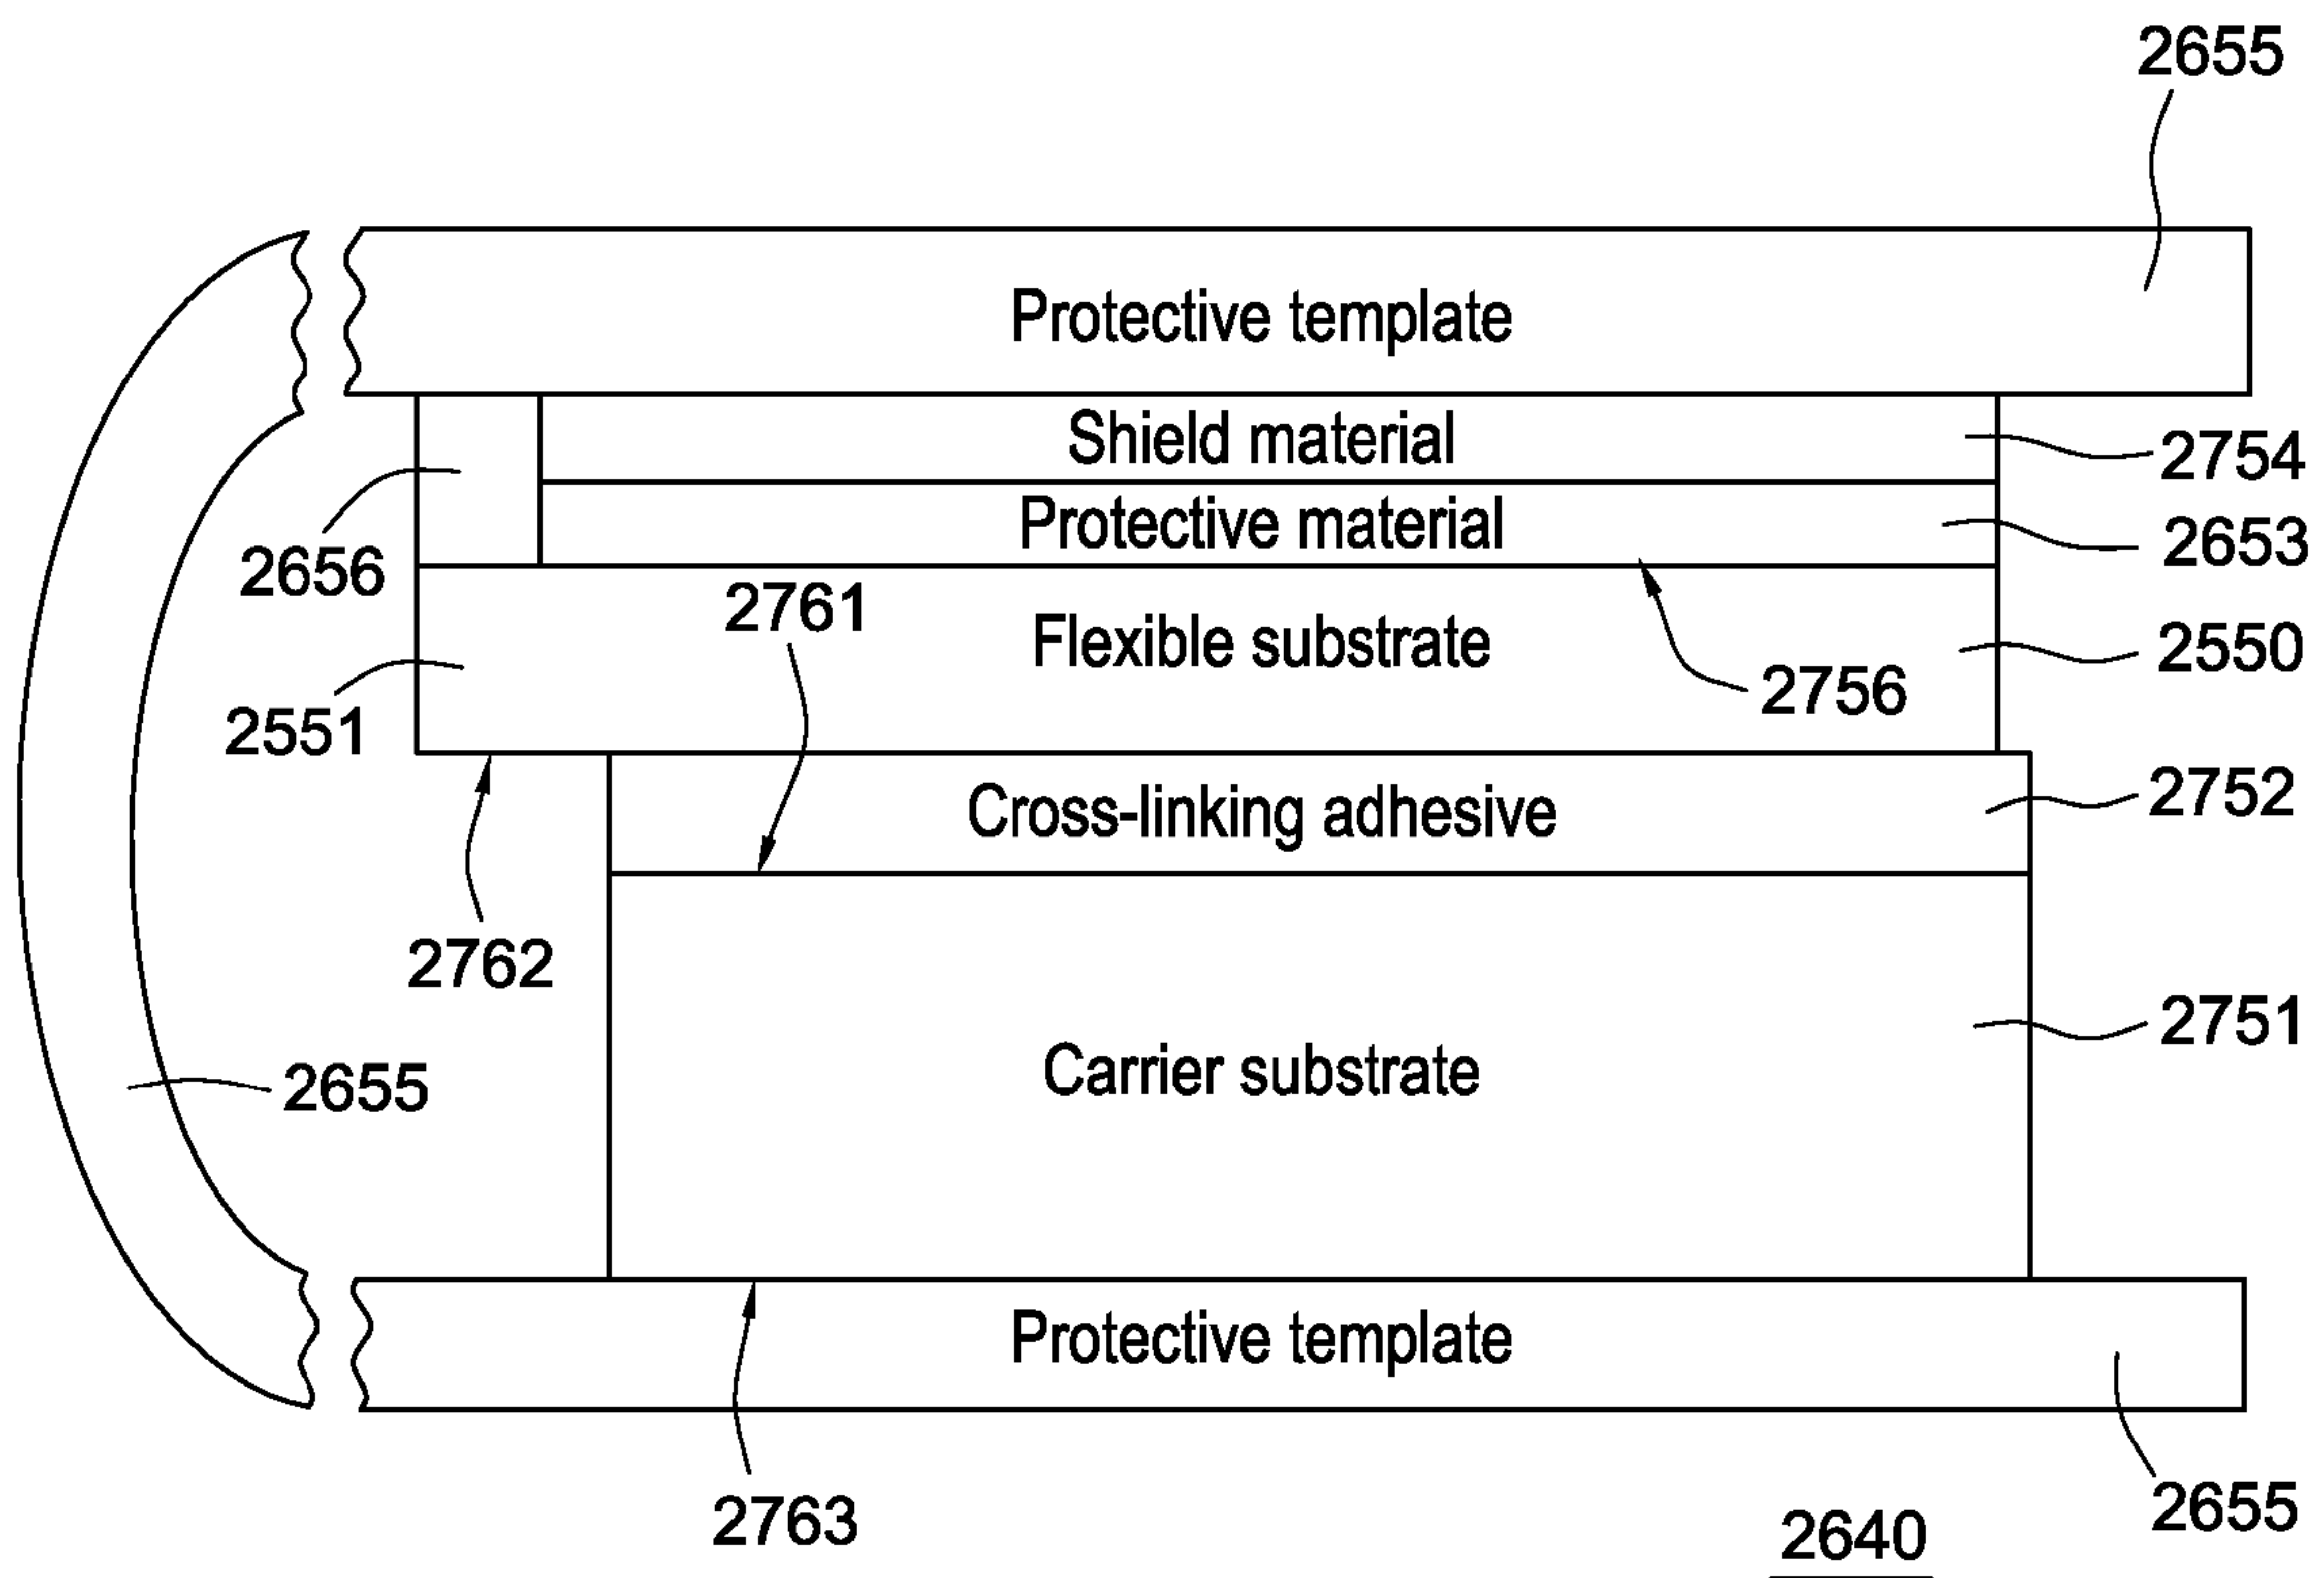 2655
Protective template
Shield material
2754
Protective material
2653
2656
2761
Flexible substrate
2550
2756
2551
Cross-linking adhesive
2752
2762
2751
Carrier substrate
2655
Protective template
2763
2655
2640